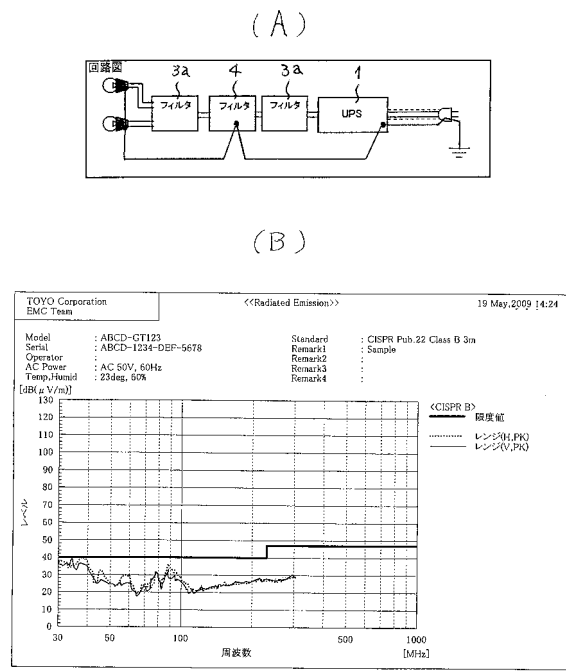 (A)
回路図
3a 4 3a 1
フィルタ フィルタ フィルタ UPS
(B)
TOYO Corporation <<Radiated Emission>> 19 May,2009 14:24
EMC Team
Model : ABCD-GT123 Standard : CISPR Pub.22 Class B 3m
Serial : ABCD-1234-DEF-5678 Remark1 : Sample
Operator : Remark2 :
AC Power : AC 50V, 60Hz Remark3 :
Temp,Humid : 23deg, 60% Remark4 :
[dB(μV/m)]
<CISPR B>
限度値
レンジ(H,PK)
レンジ(V,PK)
130
120
110
100
90
80
70
60
50
40
30
20
10
0
レベル
30 50 100 500 1000
周波数 [MHz]